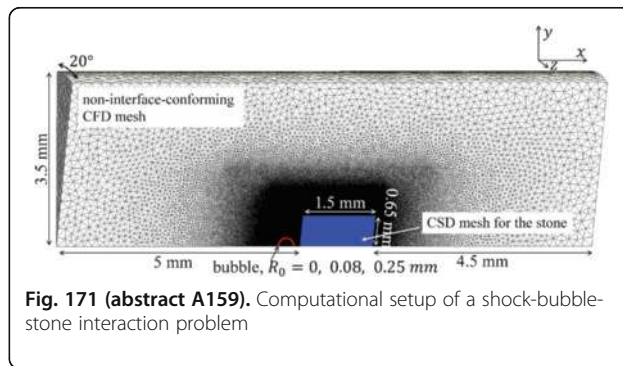 20°
y
x
z
non-interface-conforming
CFD mesh
3.5 mm
1.5 mm
0.65 mm
CSD mesh for the stone
5 mm
4.5 mm
bubble, R₀ = 0, 0.08, 0.25 mm
Fig. 171 (abstract A159). Computational setup of a shock-bubble-
stone interaction problem